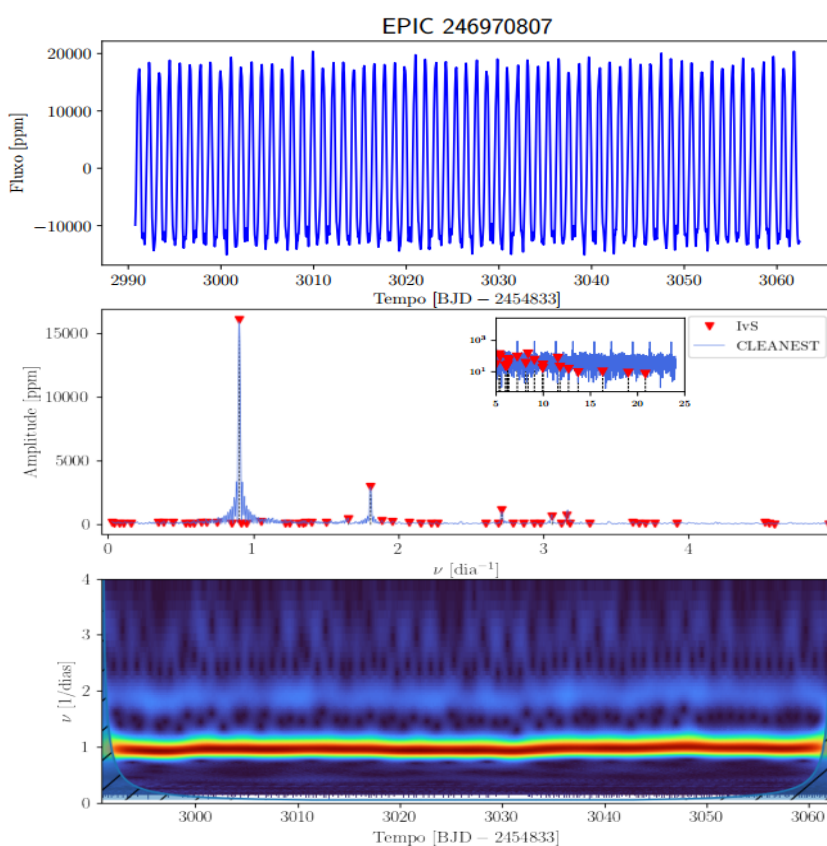 EPIC 246970807
20000
10000
0
−10000
Fluxo [ppm]
2990 3000 3010 3020 3030 3040 3050 3060
Tempo [BJD − 2454833]
15000
10000
5000
0
Amplitude [ppm]
10³
10¹
5 10 15 20 25
IvS
CLEANEST
0 1 2 3 4
ν [dia⁻¹]
4
3
2
1
0
ν [1/dias]
3000 3010 3020 3030 3040 3050 3060
Tempo [BJD − 2454833]